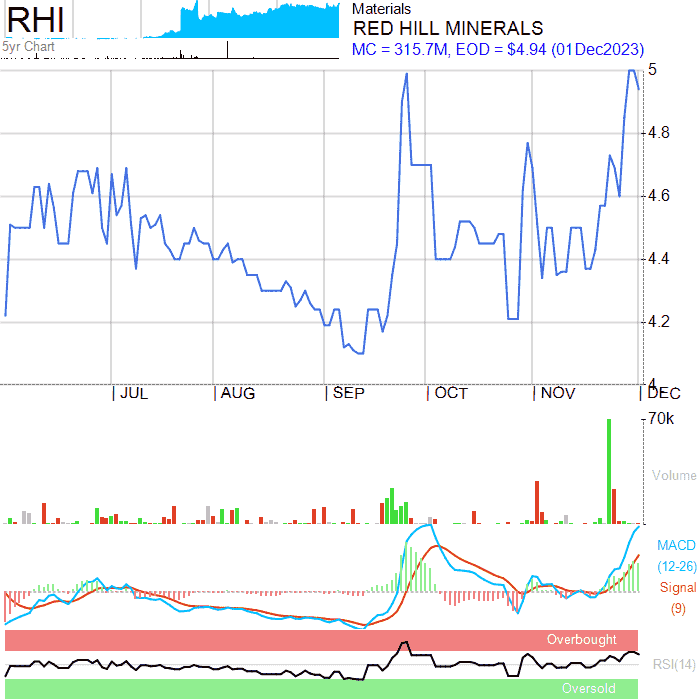 RHI
5yr Chart
Materials
RED HILL MINERALS
MC = 315.7M, EOD = $4.94 (01Dec2023)
5
4.8
4.6
4.4
4.2
4
JUL AUG SEP OCT NOV DEC
70k
Volume
MACD
(12-26)
Signal
(9)
Overbought
RSI(14)
Oversold